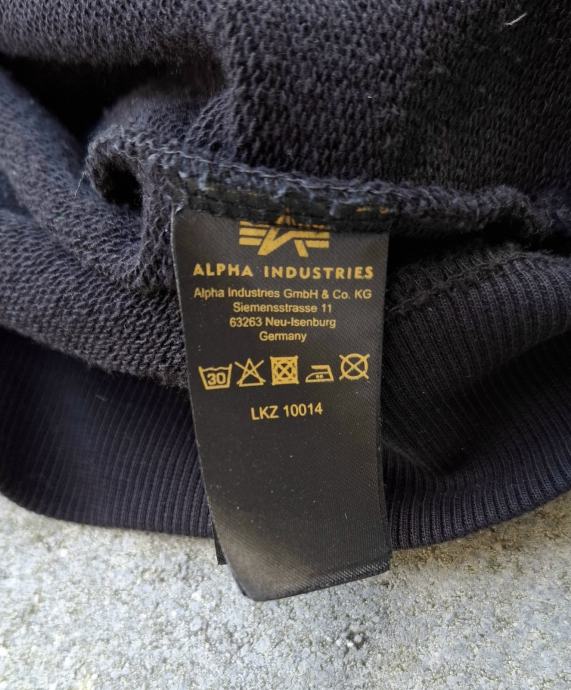 ALPHA INDUSTRIES
Alpha Industries GmbH & Co. KG
Siemensstrasse 11
63263 Neu-Isenburg
Germany
30
LKZ 10014